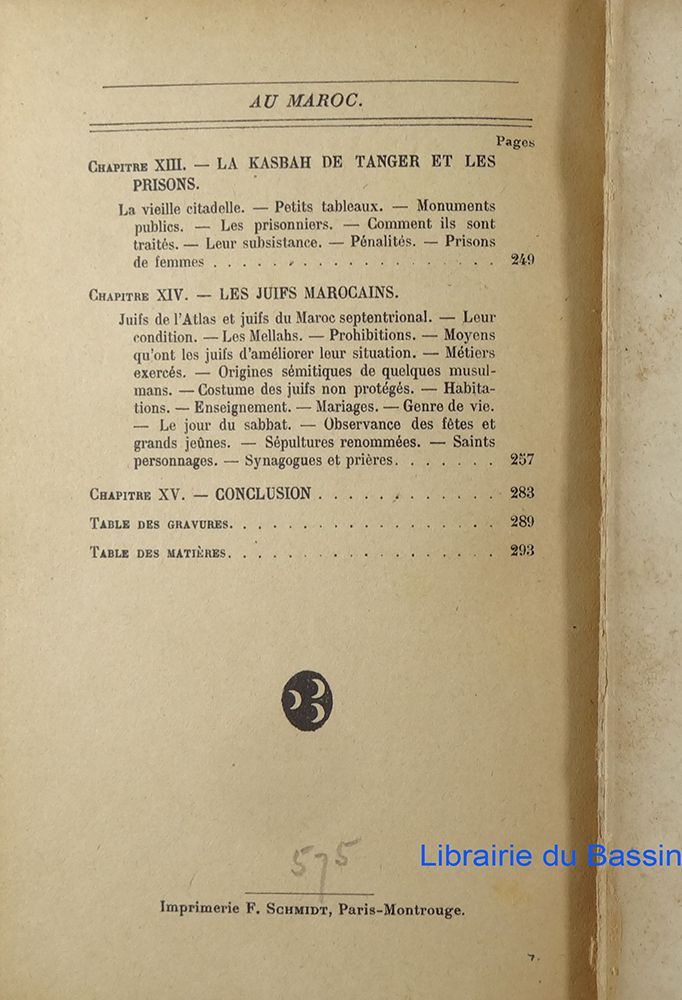 AU MAROC.
Pages
CHAPITRE XIII. — LA KASBAH DE TANGER ET LES
PRISONS.
La vieille citadelle. — Petits tableaux. — Monuments
publics. — Les prisonniers. — Comment ils sont
traités. — Leur subsistance. — Pénalités. — Prisons
de femmes . . . . . . . . . . . . . . . . . . . 249
CHAPITRE XIV. — LES JUIFS MAROCAINS.
Juifs de l'Atlas et juifs du Maroc septentrional. — Leur
condition. — Les Mellahs. — Prohibitions. — Moyens
qu'ont les juifs d'améliorer leur situation. — Métiers
exercés. — Origines sémitiques de quelques musul-
mans. — Costume des juifs non protégés. — Habita-
tions. — Enseignement. — Mariages. — Genre de vie.
— Le jour du sabbat. — Observance des fêtes et
grands jeûnes. — Sépultures renommées. — Saints
personnages. — Synagogues et prières. . . . . . . 257
CHAPITRE XV. — CONCLUSION . . . . . . . . . . . . 283
TABLE DES GRAVURES. . . . . . . . . . . . . . . . . . 289
TABLE DES MATIÈRES. . . . . . . . . . . . . . . . . . 293
575
Librairie du Bassin
Imprimerie F. SCHMIDT, Paris-Montrouge.
7.